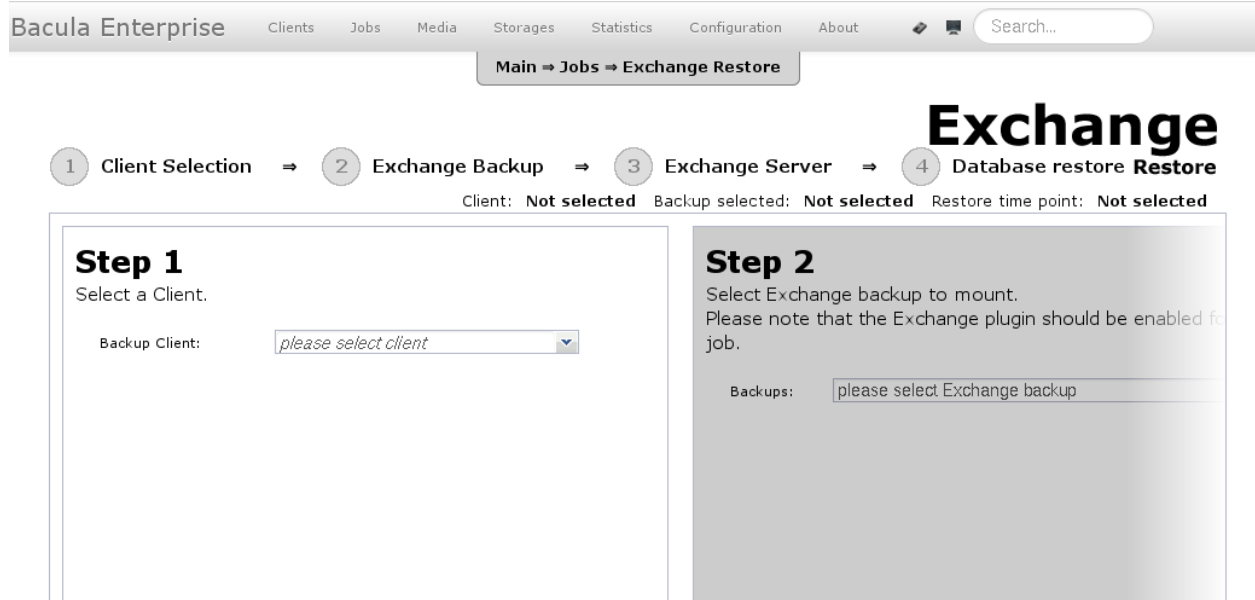 Bacula Enterprise Clients Jobs Media Storages Statistics Configuration About Search...
Main ⇒ Jobs ⇒ Exchange Restore
Exchange
1 Client Selection ⇒ 2 Exchange Backup ⇒ 3 Exchange Server ⇒ 4 Database restore Restore
Client: Not selected Backup selected: Not selected Restore time point: Not selected
Step 1
Select a Client.
Backup Client: please select client
Step 2
Select Exchange backup to mount.
Please note that the Exchange plugin should be enabled
job.
Backups: please select Exchange backup